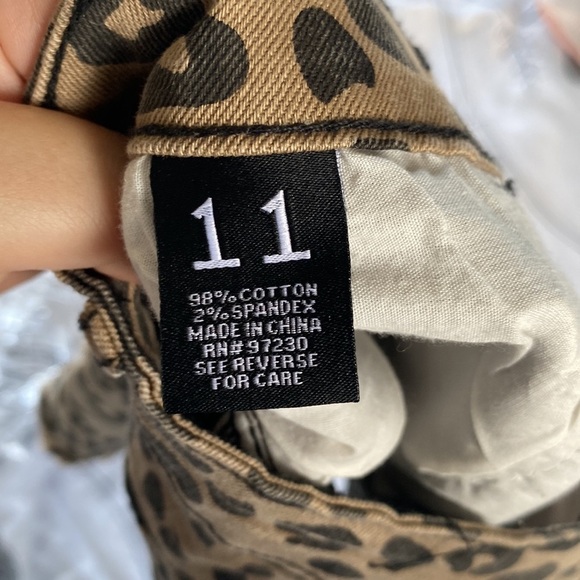 11
98% COTTON
2% SPANDEX
MADE IN CHINA
RN# 97230
SEE REVERSE
FOR CARE